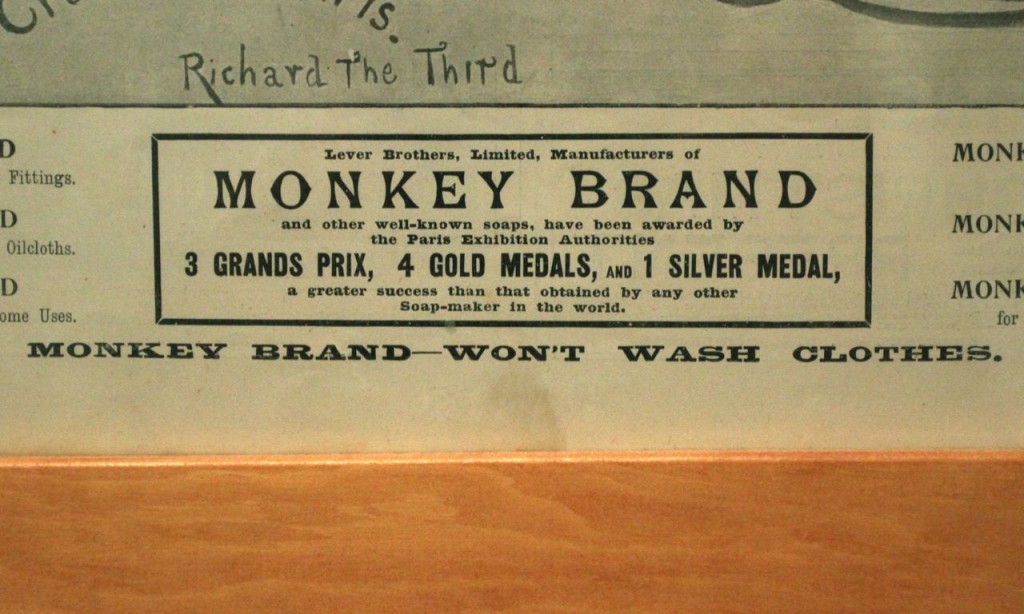 Richard The Third
D
Fittings.
D
Oilcloths.
D
ome Uses.
Lever Brothers, Limited, Manufacturers of
MONKEY BRAND
and other well-known soaps, have been awarded by
the Paris Exhibition Authorities
3 GRANDS PRIX, 4 GOLD MEDALS, AND 1 SILVER MEDAL,
a greater success than that obtained by any other
Soap-maker in the world.
MONK
MONK
MONK
for
MONKEY BRAND—WON'T WASH CLOTHES.